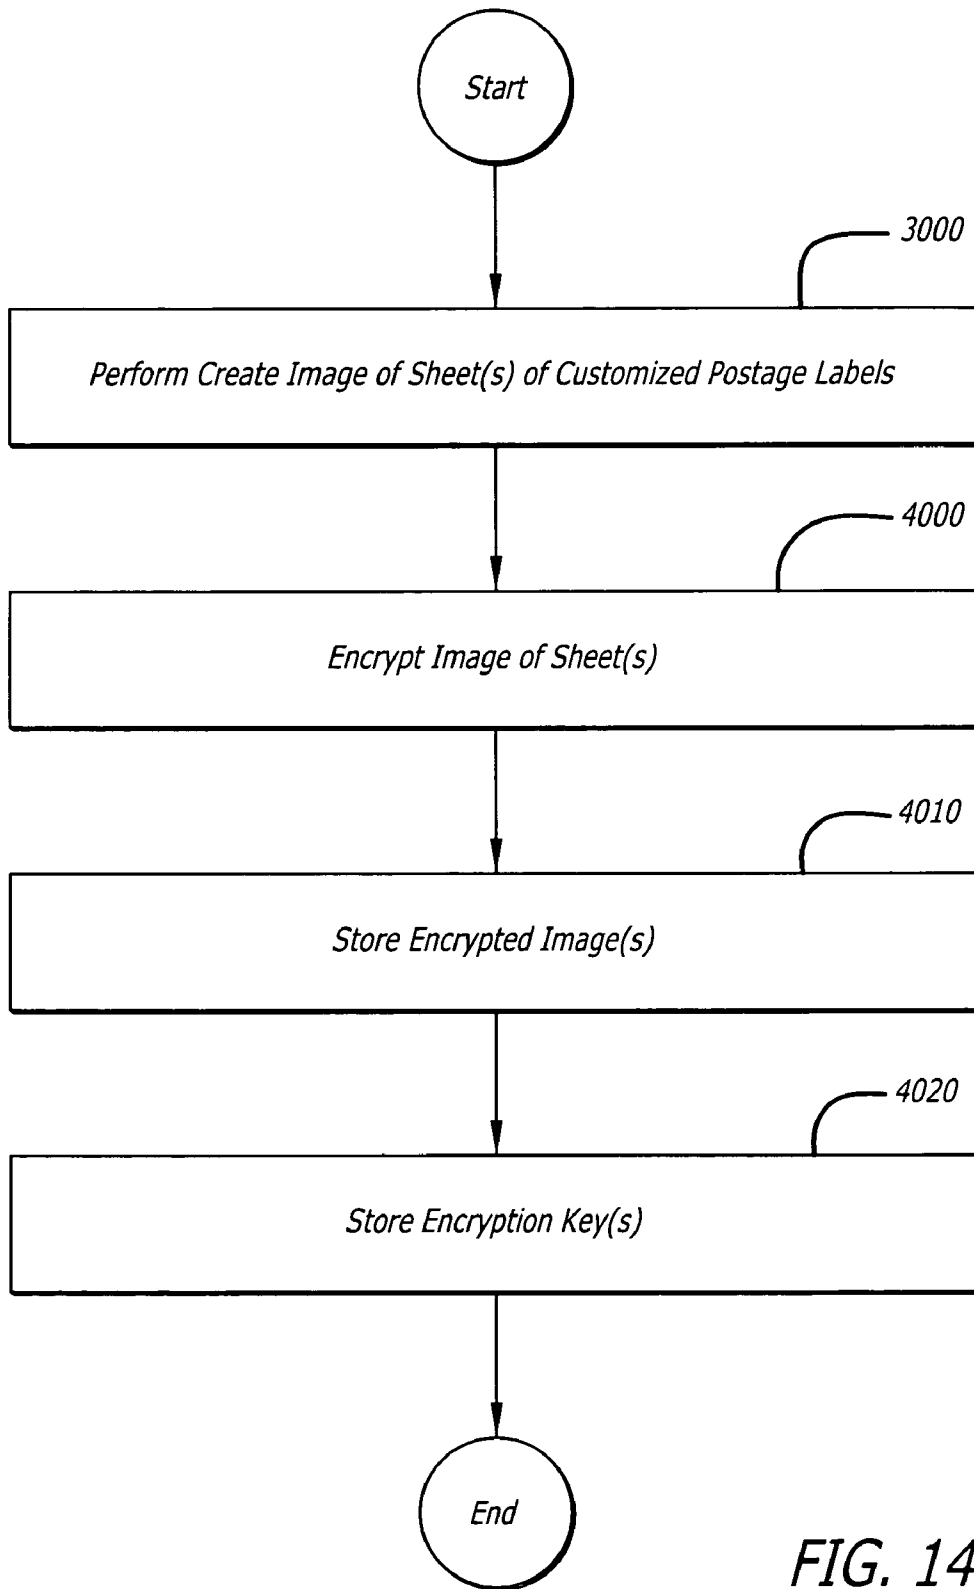 Start
3000
Perform Create Image of Sheet(s) of Customized Postage Labels
4000
Encrypt Image of Sheet(s)
4010
Store Encrypted Image(s)
4020
Store Encryption Key(s)
End
FIG. 14